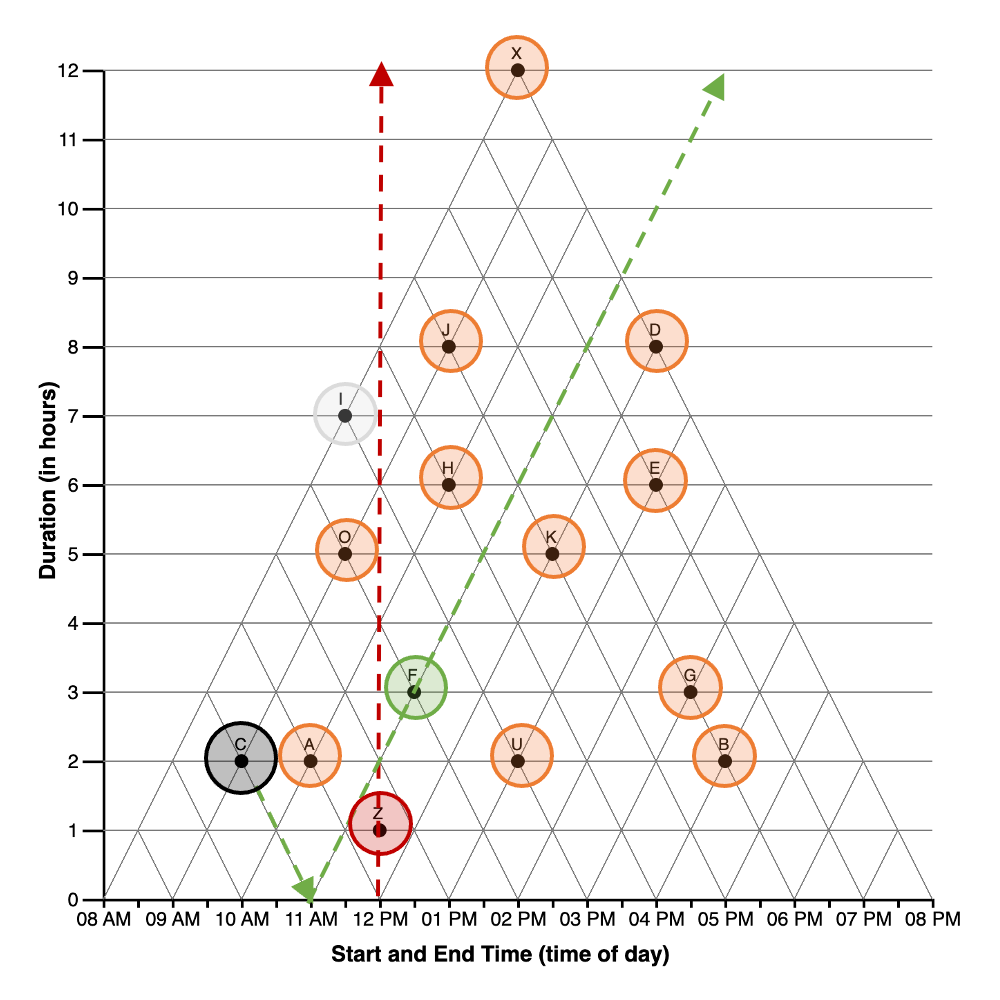 X
12
11
10
9
J
D
8
I
7
H
E
6
O
K
5
4
F
G
3
C
A
U
B
2
Z
1
0
08 AM 09 AM 10 AM 11 AM 12 PM 01 PM 02 PM 03 PM 04 PM 05 PM 06 PM 07 PM 08 PM
Duration (in hours)
Start and End Time (time of day)